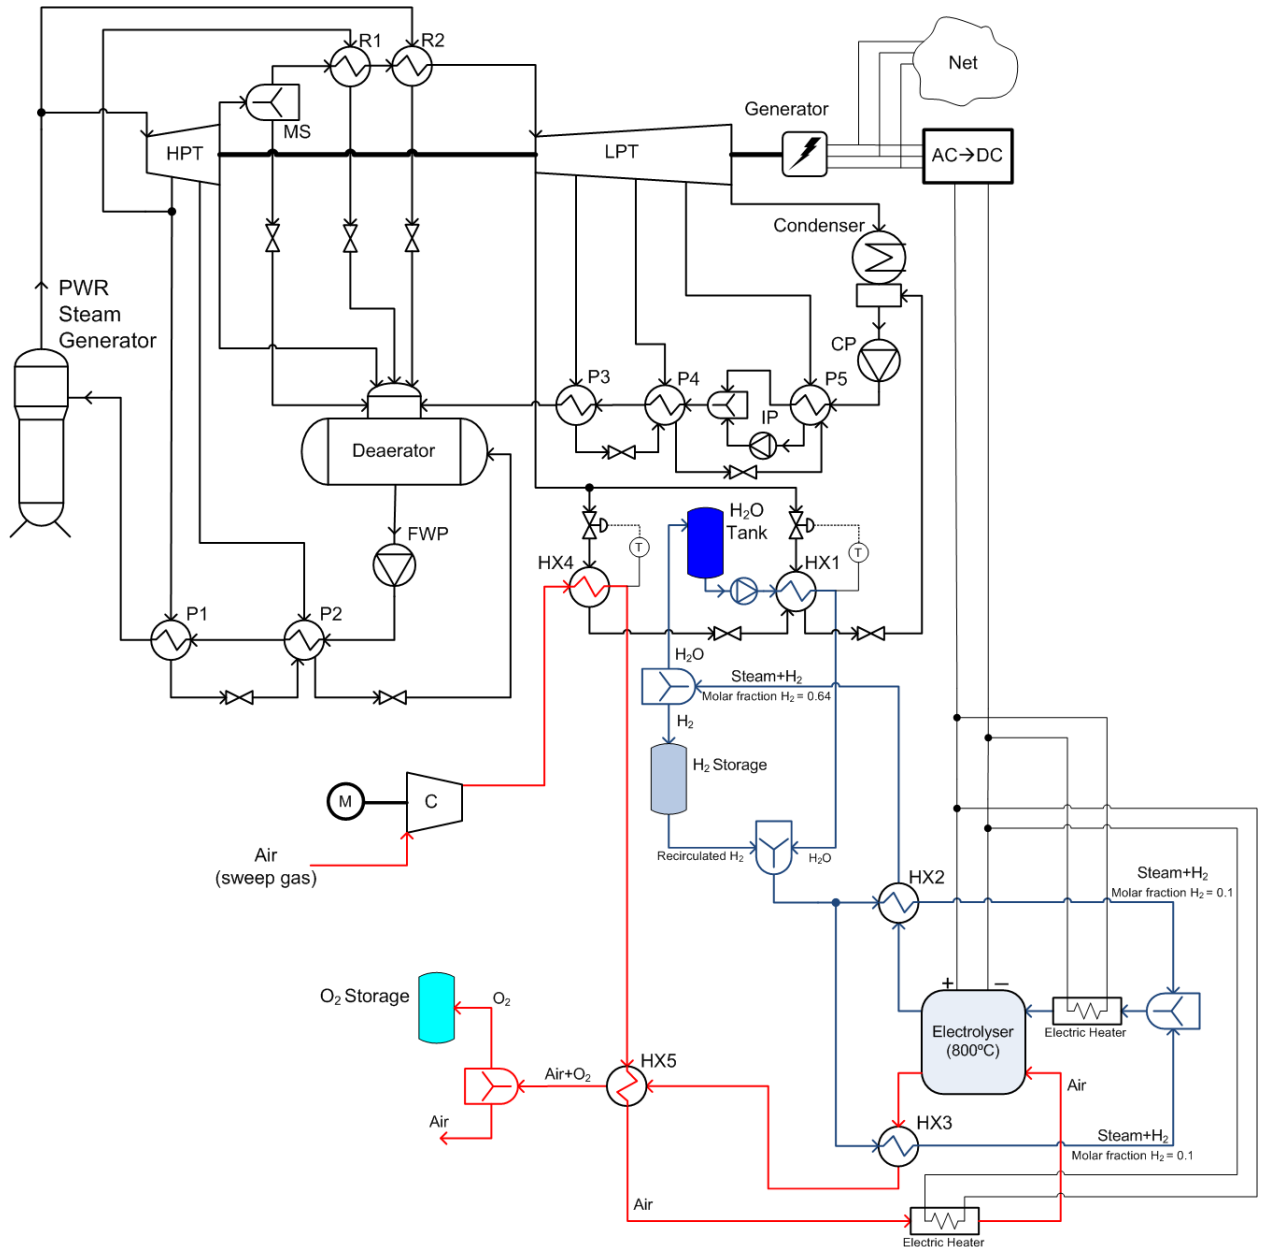 R1
R2
Net
Generator
MS
HPT
LPT
AC→DC
Condenser
PWR
Steam
Generator
CP
P3
P4
P5
IP
Deaerator
H₂O
Tank
FWP
T
T
HX4
HX1
P1
P2
H₂O
Steam+H₂
Molar fraction H₂ = 0.64
H₂
H₂ Storage
M
C
Air
(sweep gas)
Recirculated H₂
H₂O
HX2
Steam+H₂
Molar fraction H₂ = 0.1
+
−
O₂ Storage
O₂
Electrolyser
(800ºC)
Electric Heater
HX5
Air+O₂
Air
Air
HX3
Steam+H₂
Molar fraction H₂ = 0.1
Air
Electric Heater